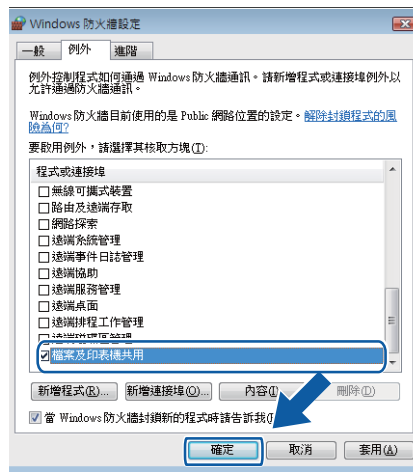 Windows 防火牆設定
一般 例外 進階
例外控制程式如何通過 Windows 防火牆通訊。請新增程式或連接埠例外以
允許通過防火牆通訊。
Windows 防火牆目前使用的是 Public 網路位置的設定。解除封鎖程式的風
險為何?
要啟用例外，請選擇其核取方塊(T):
程式或連接埠
無線可攜式裝置
路由及遠端存取
網路探索
遠端系統管理
遠端事件日誌管理
遠端協助
遠端服務管理
遠端桌面
遠端排程工作管理
檔案及印表機共用
新增程式(R)... 新增連接埠(O)... 內容(I) 刪除(D)
當 Windows 防火牆封鎖新的程式時請告訴我(
確定 取消 套用(A)